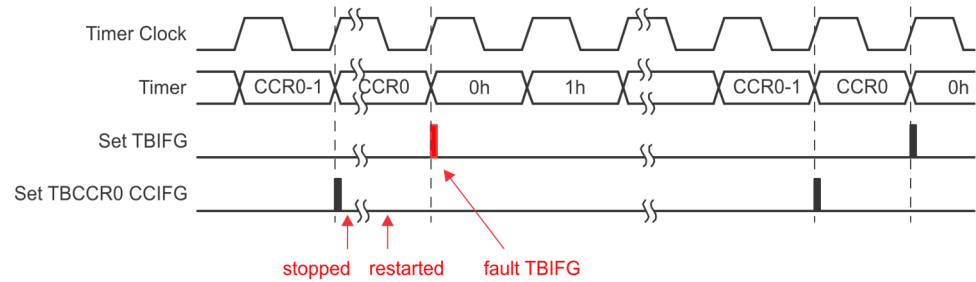 Timer Clock
Timer CCR0-1 CCR0 0h 1h CCR0-1 CCR0 0h
Set TBIFG
Set TBCCR0 CCIFG
stopped restarted fault TBIFG